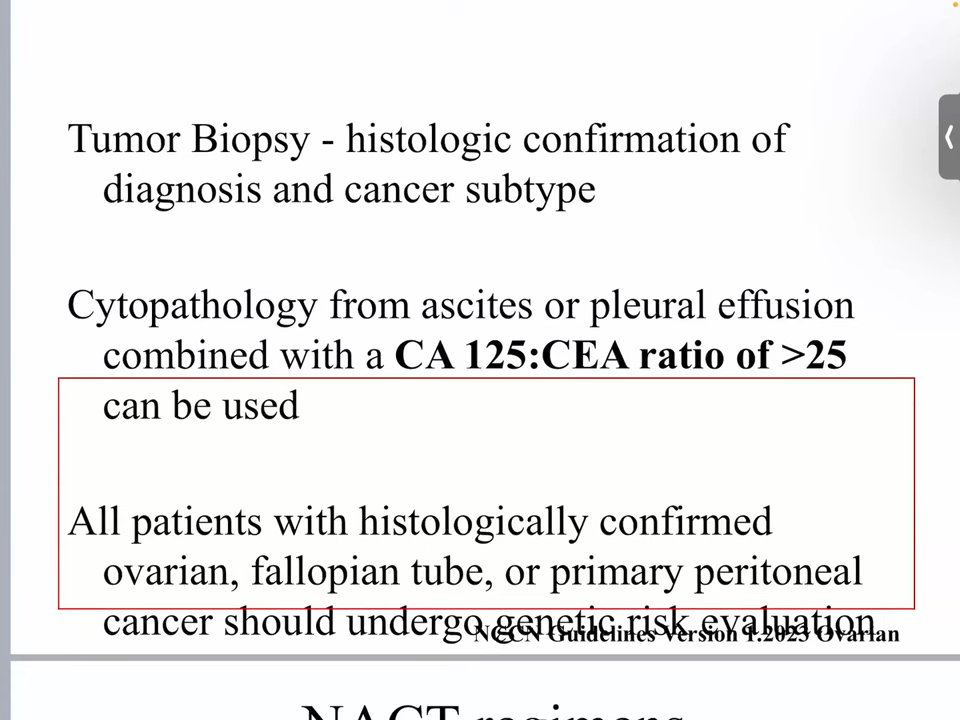 Tumor Biopsy - histologic confirmation of
diagnosis and cancer subtype
Cytopathology from ascites or pleural effusion
combined with a CA 125:CEA ratio of >25
can be used
All patients with histologically confirmed
ovarian, fallopian tube, or primary peritoneal
cancer should undergo genetic risk evaluation
NCCN Guidelines Version 1.2023 Ovarian
NACT regimens